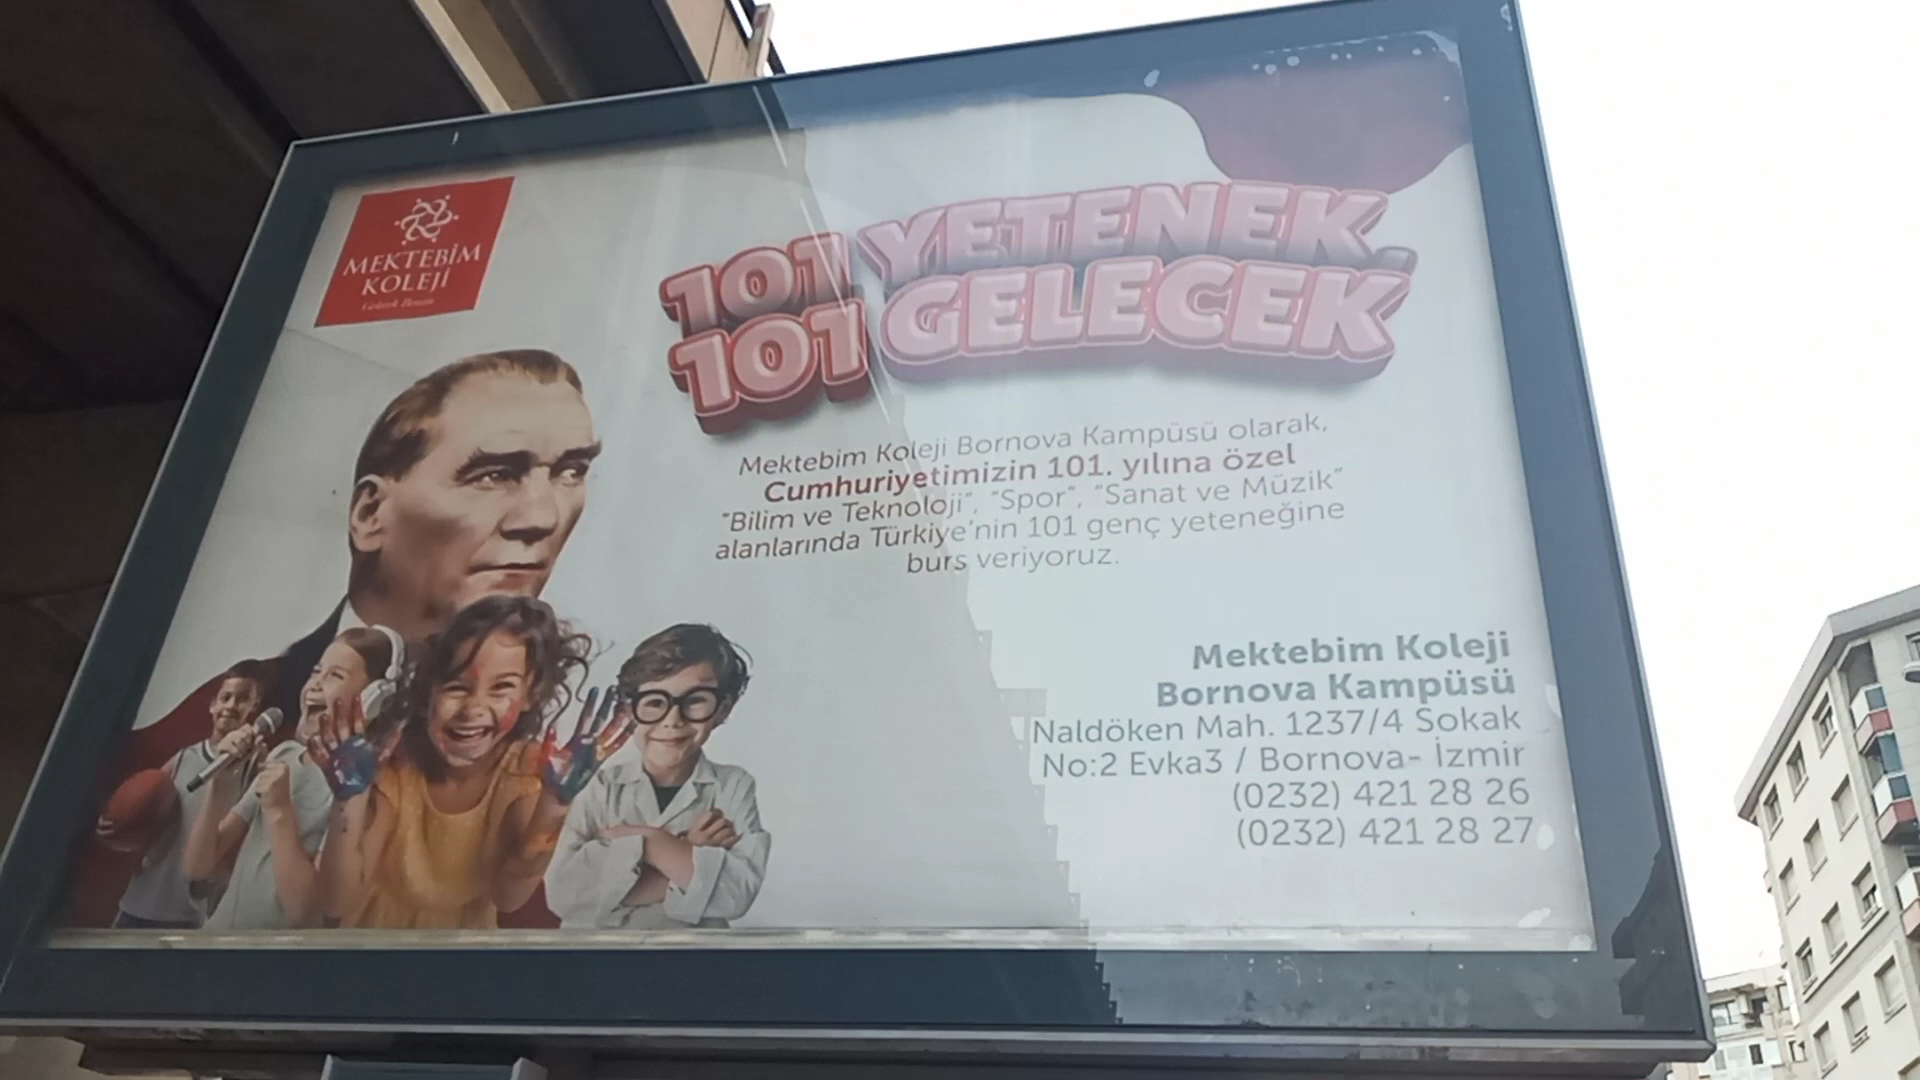 MEKTEBİM
KOLEJİ
101 YETENEK,
101 GELECEK
Mektebim Koleji Bornova Kampüsü olarak,
Cumhuriyetimizin 101. yılına özel
"Bilim ve Teknoloji", "Spor", "Sanat ve Müzik"
alanlarında Türkiye'nin 101 genç yeteneğine
burs veriyoruz.
Mektebim Koleji
Bornova Kampüsü
Naldöken Mah. 1237/4 Sokak
No:2 Evka3 / Bornova- İzmir
(0232) 421 28 26
(0232) 421 28 27